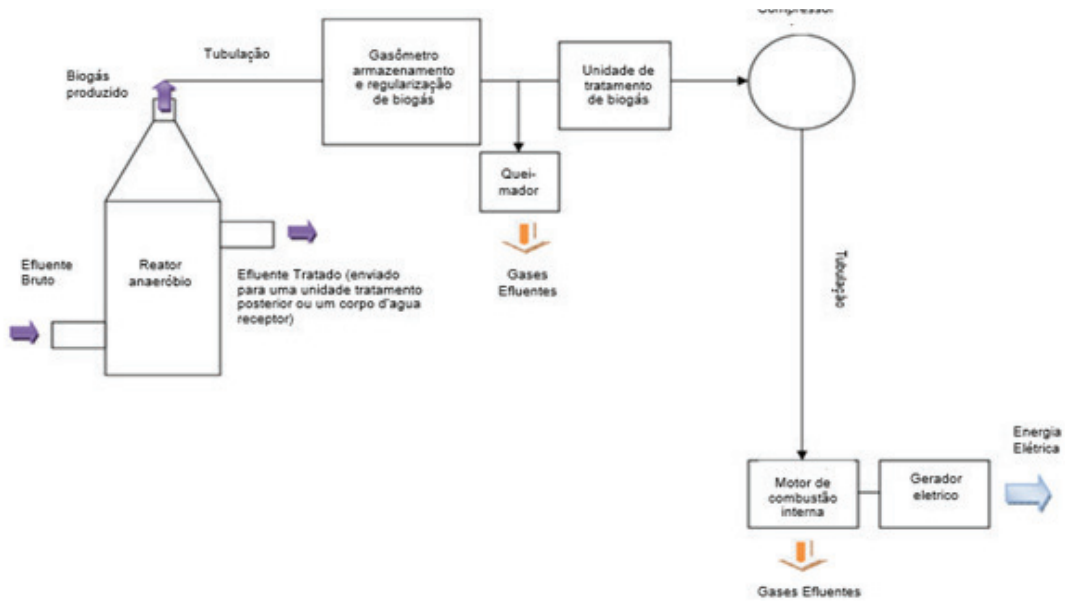 Compressor
Tubulação
Gasômetro
armazenamento
e regularização
de biogás
Unidade de
tratamento
de biogás
Biogás
produzido
Quei-
mador
Gases
Efluentes
Efluente
Bruto
Reator
anaeróbio
Efluente Tratado (enviado
para uma unidade tratamento
posterior ou um corpo d'agua
receptor)
Tubulação
Motor de
combustão
interna
Gerador
eletrico
Energia
Elétrica
Gases Efluentes